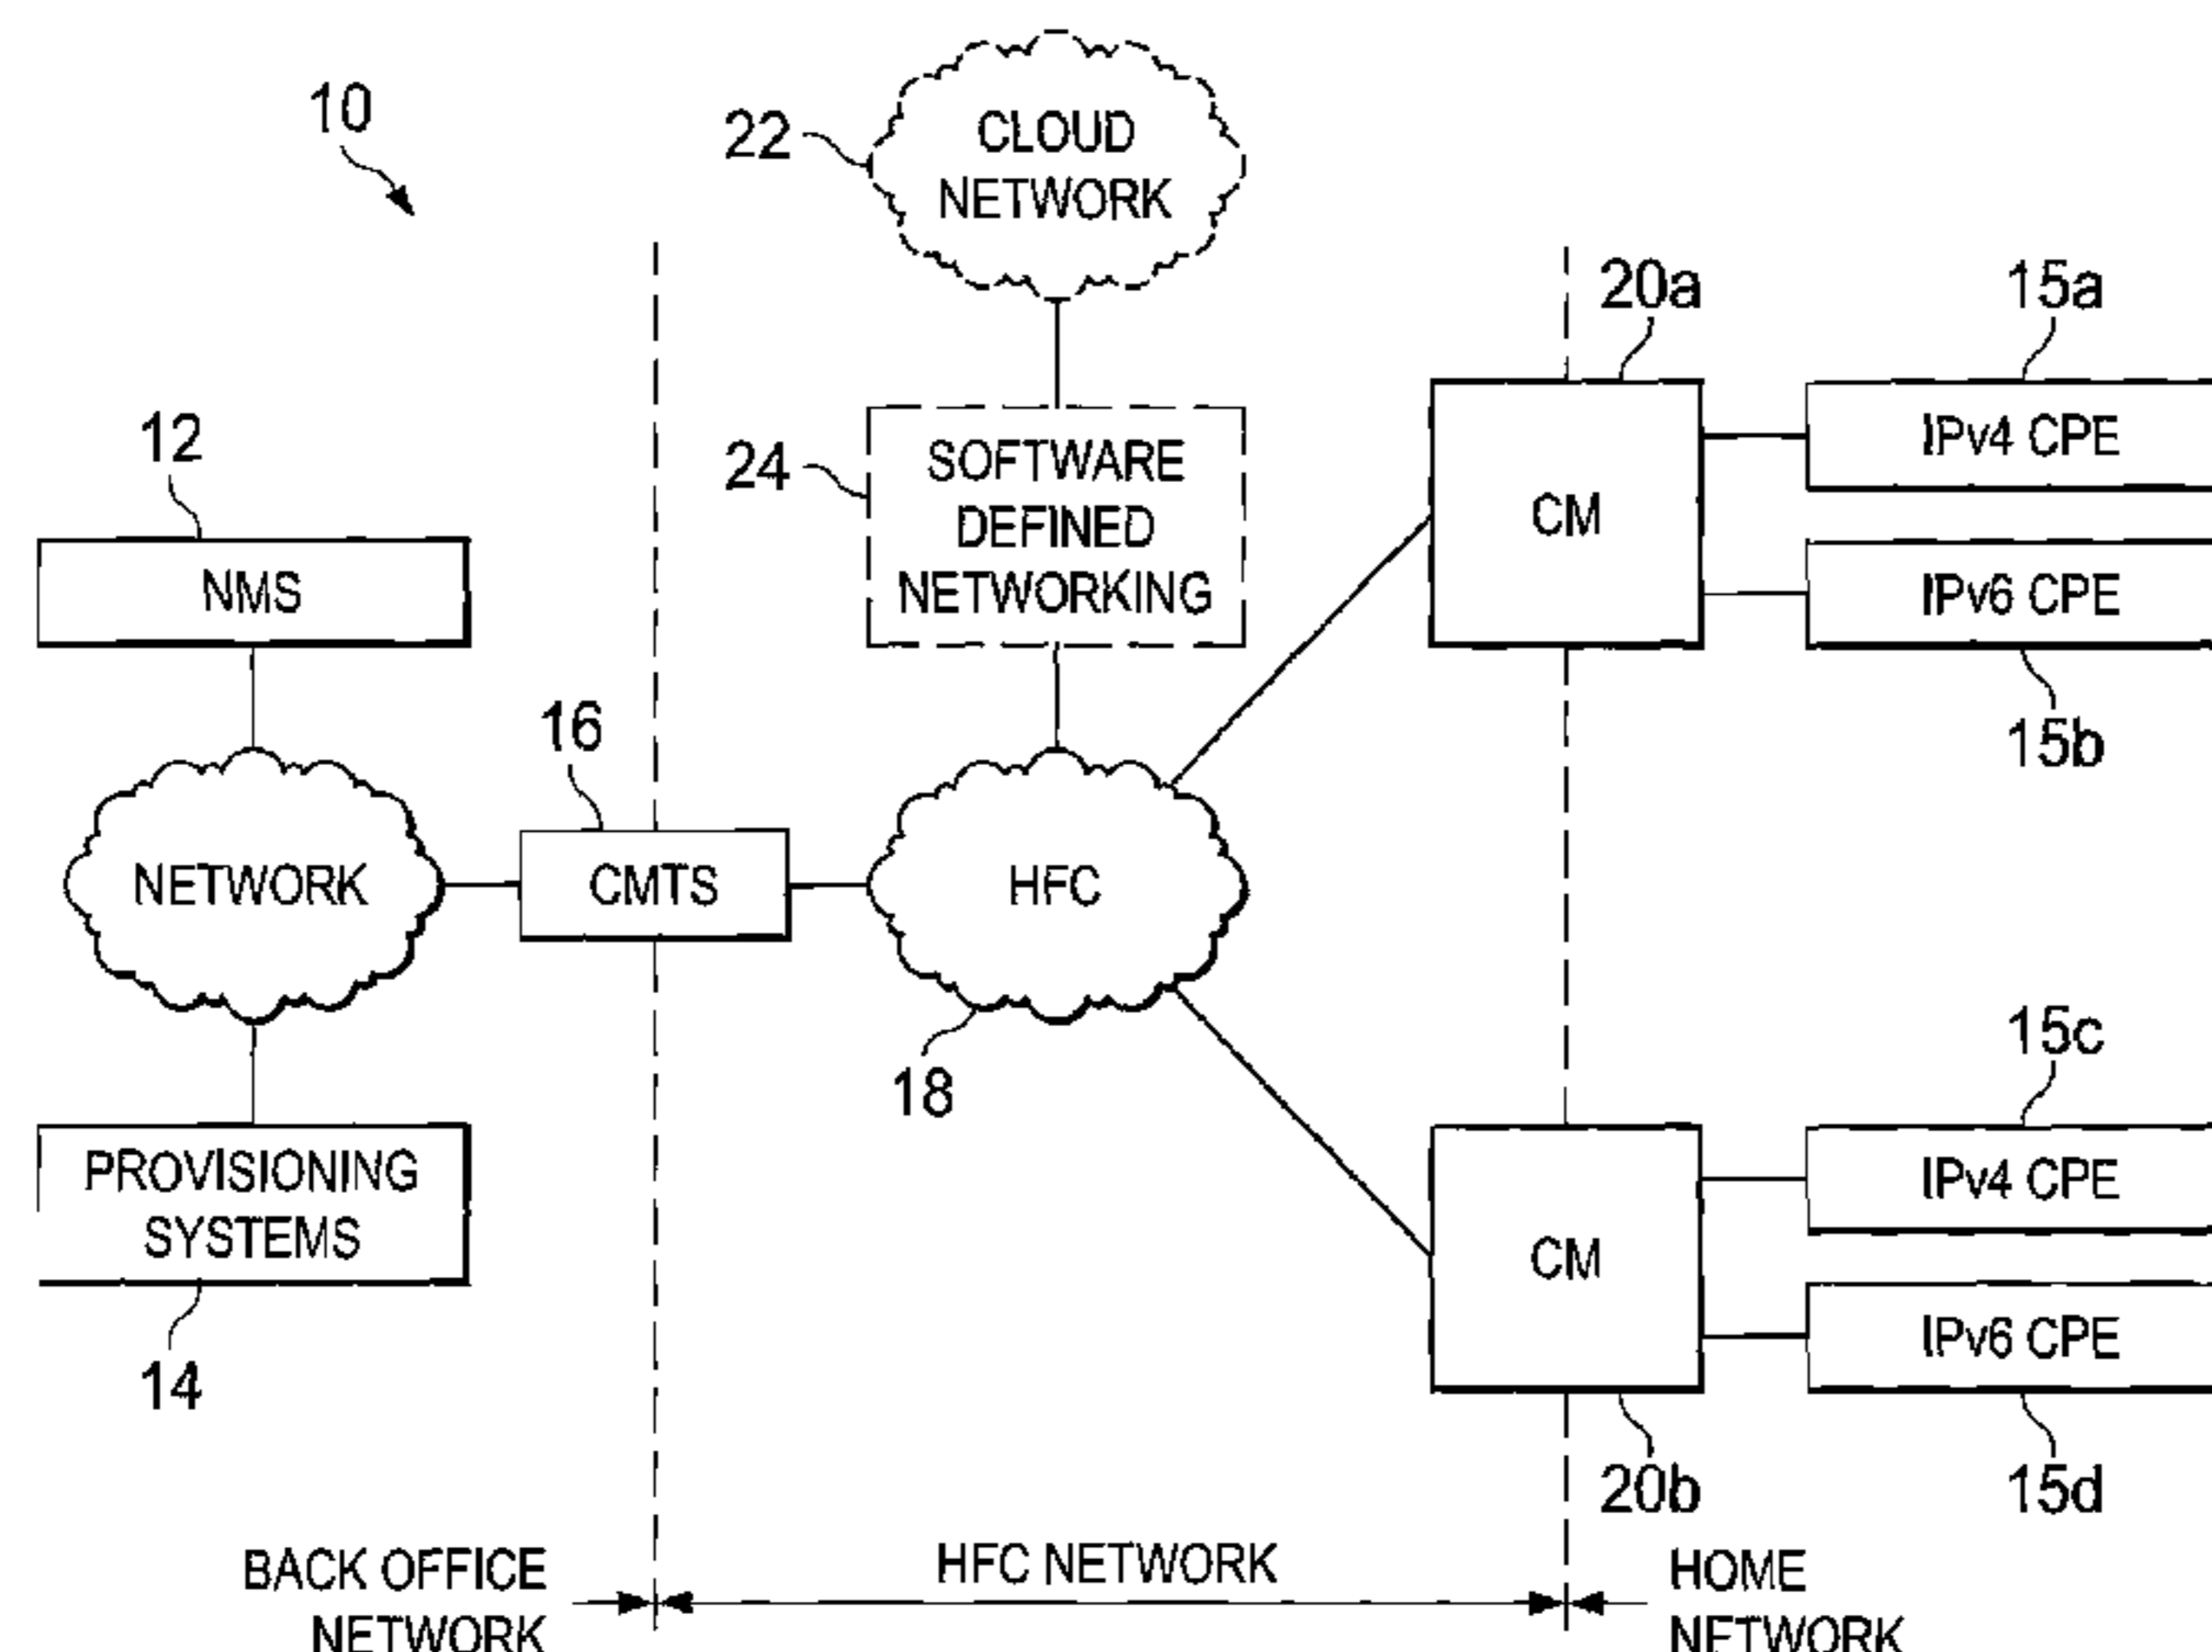 10
22
CLOUD
NETWORK
20a
15a
12
24
SOFTWARE
DEFINED
NETWORKING
CM
IPv4 CPE
NMS
IPv6 CPE
16
15b
NETWORK
CMTS
HFC
18
15c
PROVISIONING
SYSTEMS
CM
IPv4 CPE
IPv6 CPE
14
20b
15d
BACK OFFICE
NETWORK
HFC NETWORK
HOME
NETWORK